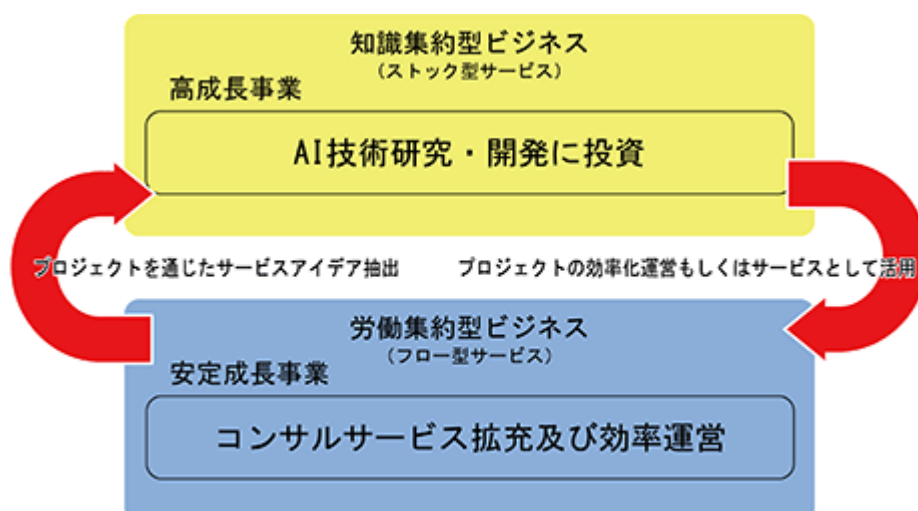 知識集約型ビジネス
(ストック型サービス)
高成長事業
AI技術研究・開発に投資
プロジェクトを通じたサービスアイデア抽出
プロジェクトの効率化運営もしくはサービスとして活用
労働集約型ビジネス
(フロー型サービス)
安定成長事業
コンサルサービス拡充及び効率運営